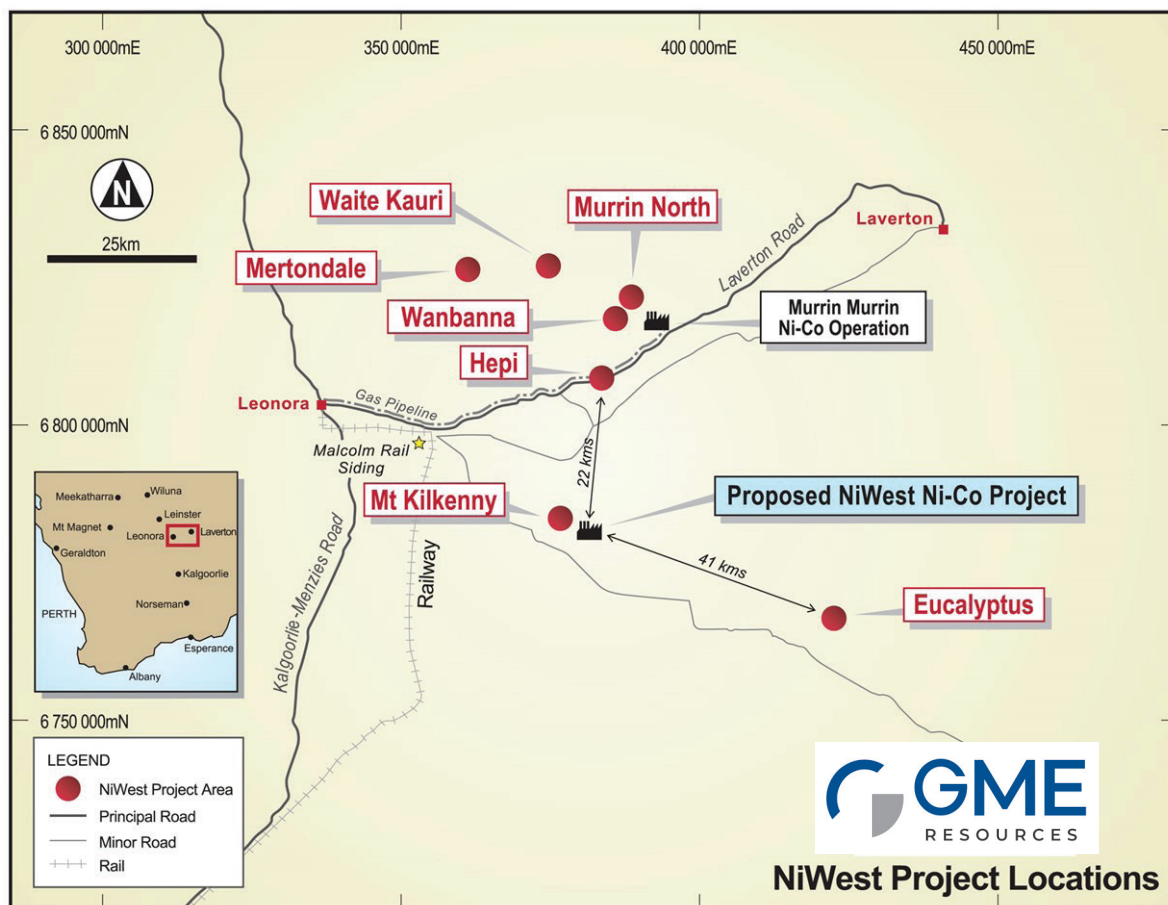 300 000mE
350 000mE
400 000mE
450 000mE
6 850 000mN
N
25km
Waite Kauri
Murrin North
Mertondale
Wanbanna
Hepi
Laverton
Laverton Road
Murrin Murrin
Ni-Co Operation
Leonora
Gas Pipeline
6 800 000mN
Malcolm Rail
Siding
22 kms
Mt Kilkenny
Proposed NiWest Ni-Co Project
41 kms
Eucalyptus
Kalgoorlie-Menzies Road
Railway
Meekatharra
Wiluna
Leinster
Mt Magnet
Leonora
Laverton
Geraldton
Kalgoorlie
PERTH
Norseman
Esperance
Albany
6 750 000mN
LEGEND
NiWest Project Area
Principal Road
Minor Road
Rail
GME
RESOURCES
NiWest Project Locations